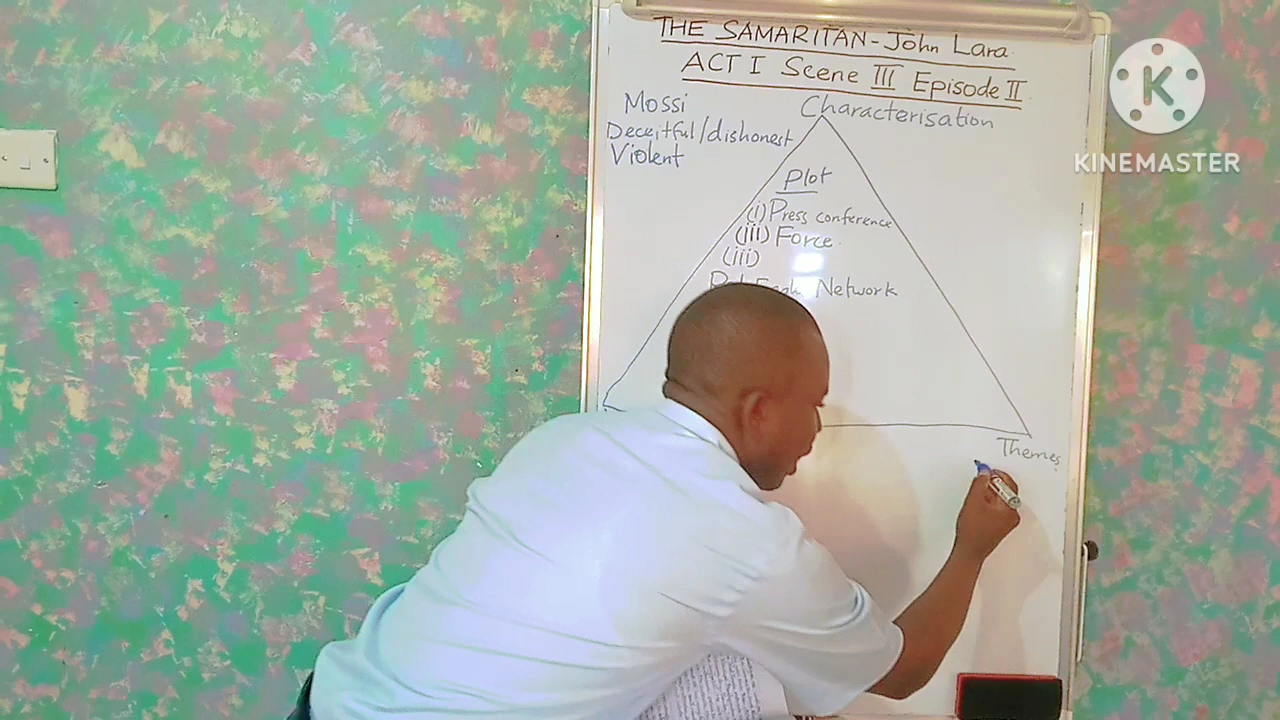 THE SAMARITAN - John Lara
ACT I Scene III Episode II
Mossi
Deceitful/dishonest
Violent
Characterisation
Plot
(i) Press conference
(iii) Force
(iii)
Network
Themes
K
KINEMASTER